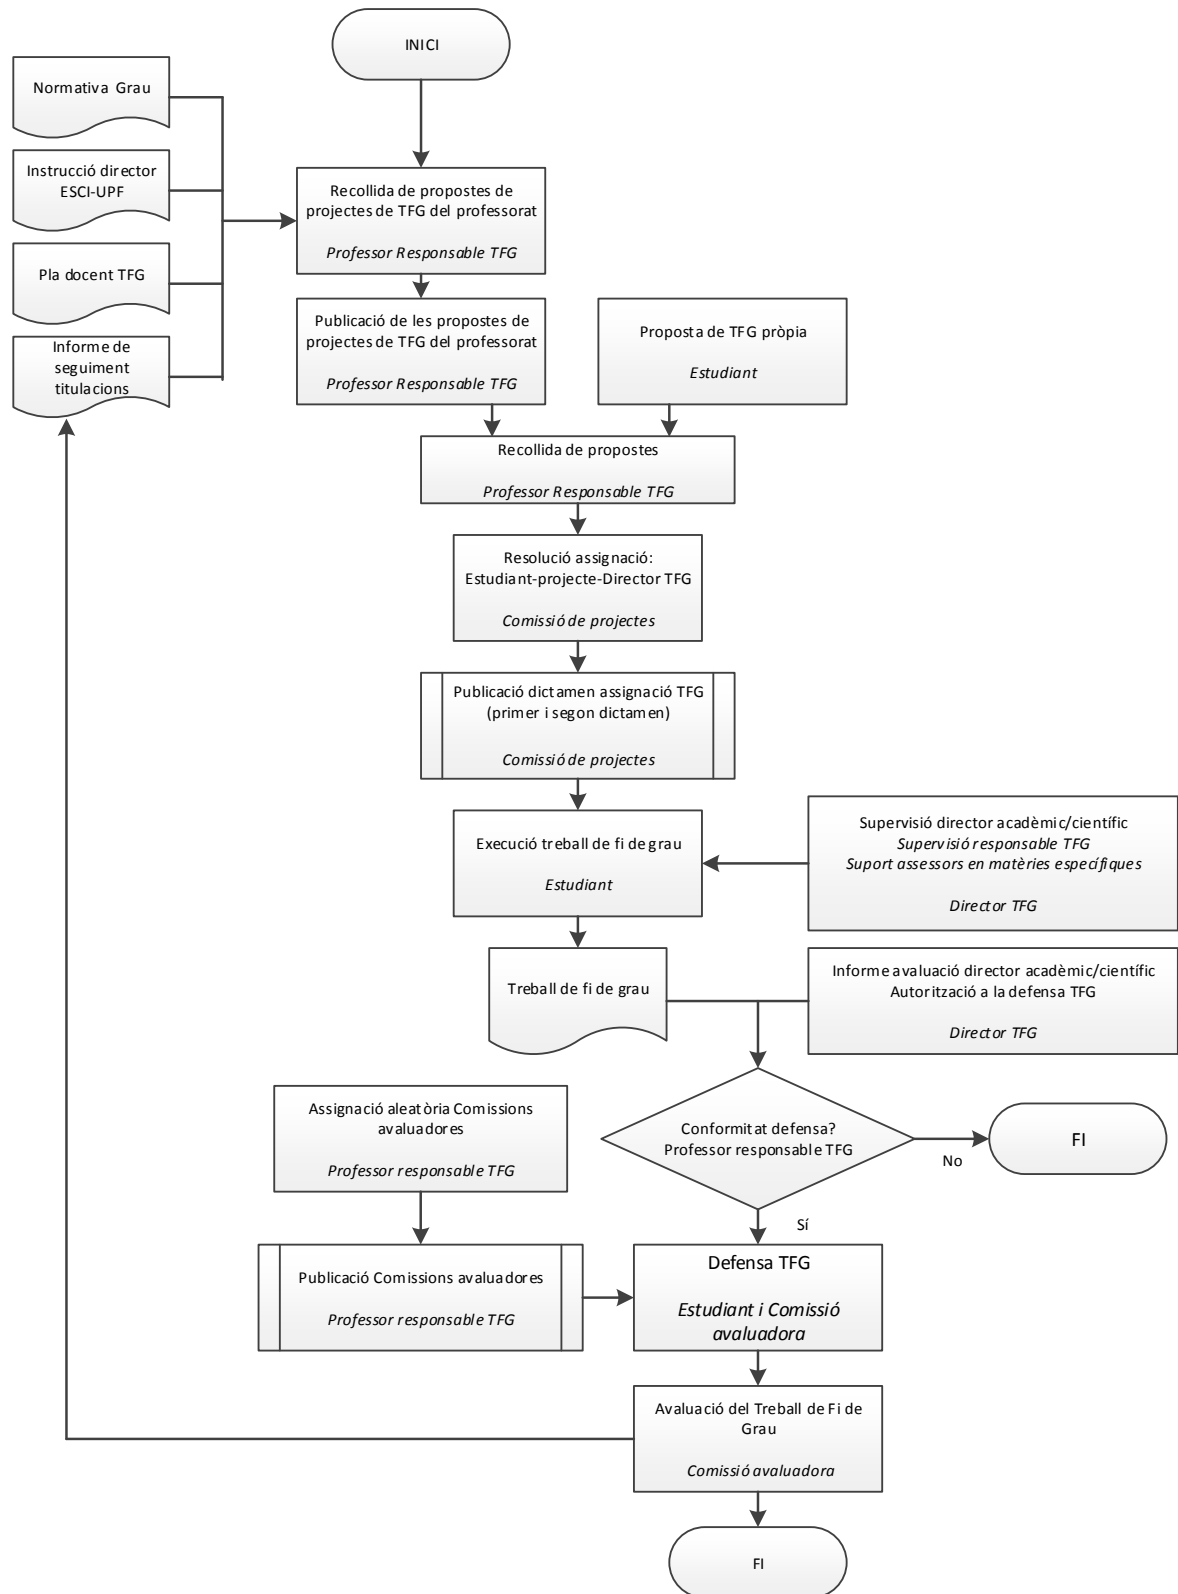 INICI
Normativa Grau
Instrucció director
ESCI-UPF
Pla docent TFG
Informe de
seguiment
titulacions
Recollida de propostes de
projectes de TFG del professorat
Professor Responsable TFG
Publicació de les propostes de
projectes de TFG del professorat
Professor Responsable TFG
Proposta de TFG pròpia
Estudiant
Recollida de propostes
Professor Responsable TFG
Resolució assignació:
Estudiant-projecte-Director TFG
Comissió de projectes
Publicació dictamen assignació TFG
(primer i segon dictamen)
Comissió de projectes
Execució treball de fi de grau
Estudiant
Supervisió director acadèmic/científic
Supervisió responsable TFG
Suport assessors en matèries específiques
Director TFG
Treball de fi de grau
Informe avaluació director acadèmic/científic
Autorització a la defensa TFG
Director TFG
Conformitat defensa?
Professor responsable TFG
No
FI
Sí
Assignació aleatòria Comissions
avaluadores
Professor responsable TFG
Publicació Comissions avaluadores
Professor responsable TFG
Defensa TFG
Estudiant i Comissió
avaluadora
Avaluació del Treball de Fi de
Grau
Comissió avaluadora
FI